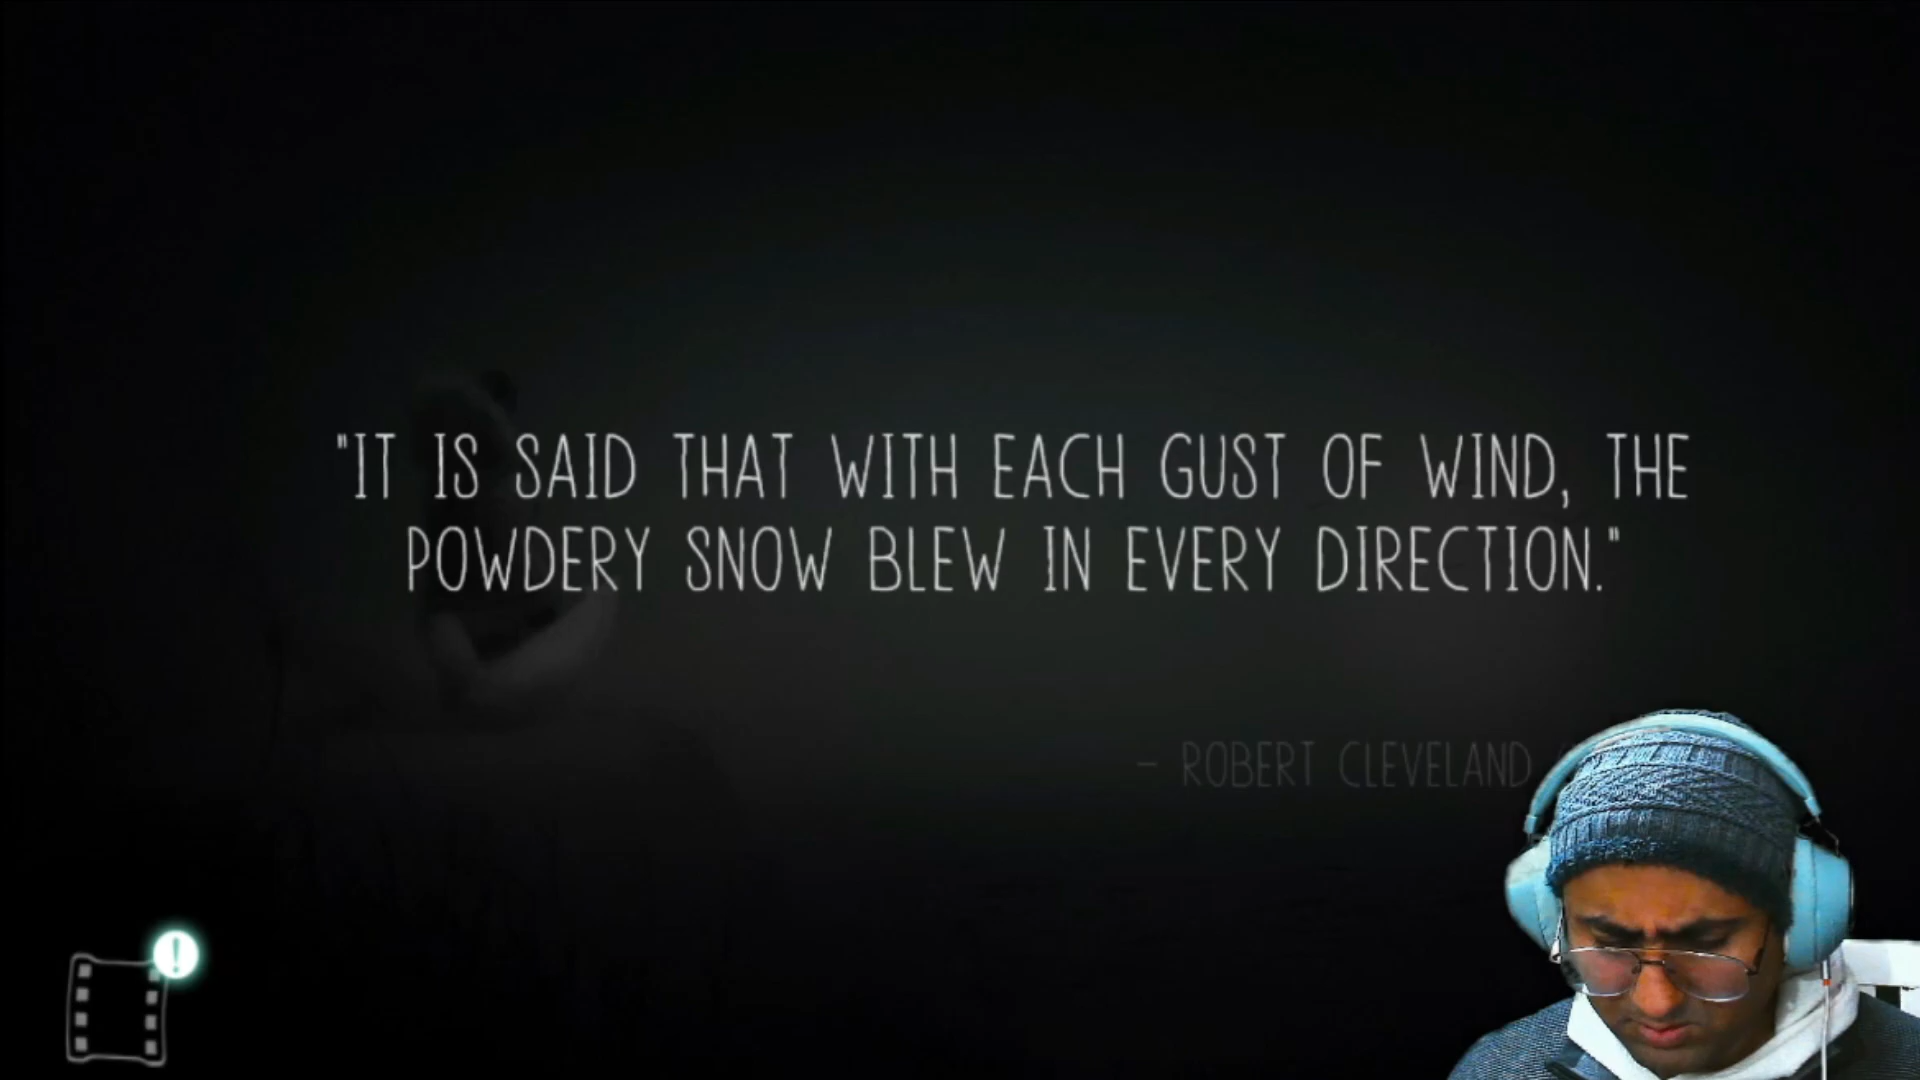 "IT IS SAID THAT WITH EACH GUST OF WIND, THE
POWDERY SNOW BLEW IN EVERY DIRECTION."
- ROBERT CLEVELAND
!